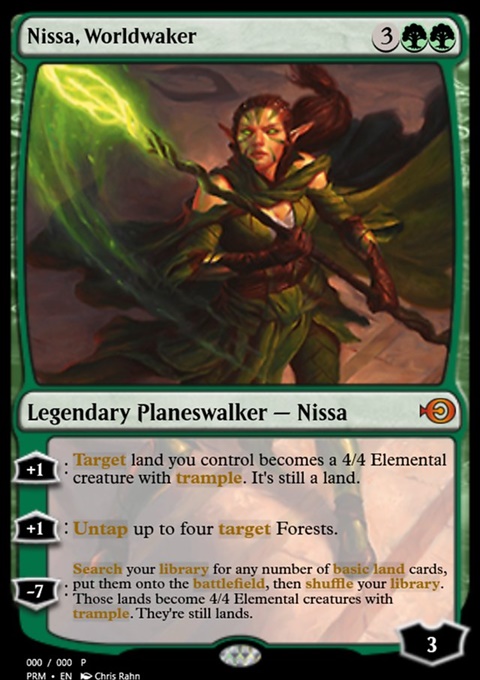 Nissa, Worldwaker 3
Legendary Planeswalker — Nissa
+1 : Target land you control becomes a 4/4 Elemental
creature with trample. It's still a land.
+1 : Untap up to four target Forests.
-7 : Search your library for any number of basic land cards,
put them onto the battlefield, then shuffle your library.
Those lands become 4/4 Elemental creatures with
trample. They're still lands.
3
000 / 000 P
PRM • EN Chris Rahn